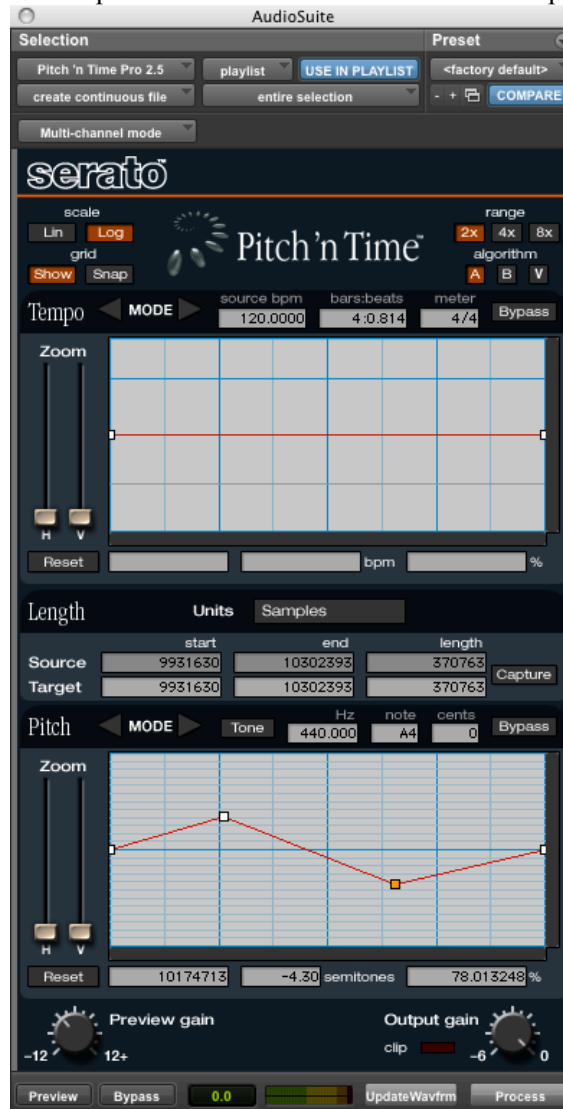 AudioSuite
Selection Preset
Pitch 'n Time Pro 2.5 playlist USE IN PLAYLIST <factory default>
create continuous file entire selection - + COMPARE
Multi-channel mode
serato
scale range
Lin Log Pitch 'n Time™ 2x 4x 8x
grid algorithm
Show Snap A B V
source bpm bars:beats meter
Tempo MODE 120.0000 4:0.814 4/4 Bypass
Zoom
H V
Reset bpm %
Length Units Samples
start end length
Source 9931630 10302393 370763
Capture
Target 9931630 10302393 370763
Hz note cents
Pitch MODE Tone 440.000 A4 0 Bypass
Zoom
H V
Reset 10174713 -4.30 semitones 78.013248 %
Preview gain Output gain
clip
-12 12+ -6 0
Preview Bypass 0.0 UpdateWavfrm Process